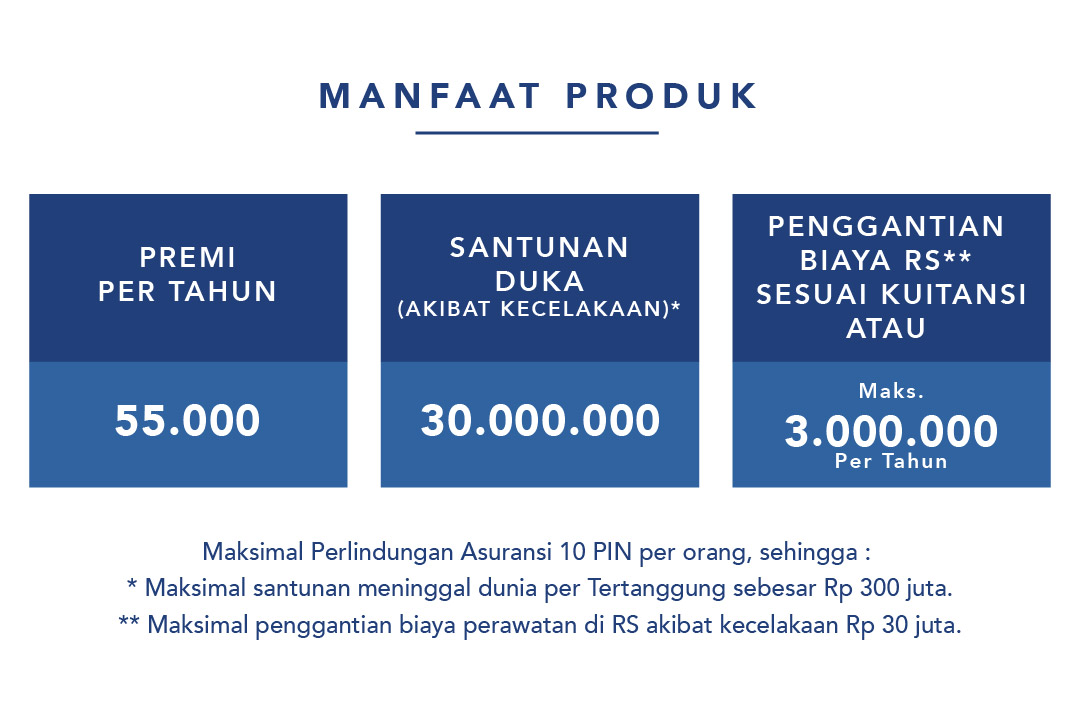 MANFAAT PRODUK
PREMI
PER TAHUN
55.000
SANTUNAN
DUKA
(AKIBAT KECELAKAAN)*
30.000.000
PENGGANTIAN
BIAYA RS**
SESUAI KUITANSI
ATAU
Maks.
3.000.000
Per Tahun
Maksimal Perlindungan Asuransi 10 PIN per orang, sehingga :
* Maksimal santunan meninggal dunia per Tertanggung sebesar Rp 300 juta.
** Maksimal penggantian biaya perawatan di RS akibat kecelakaan Rp 30 juta.